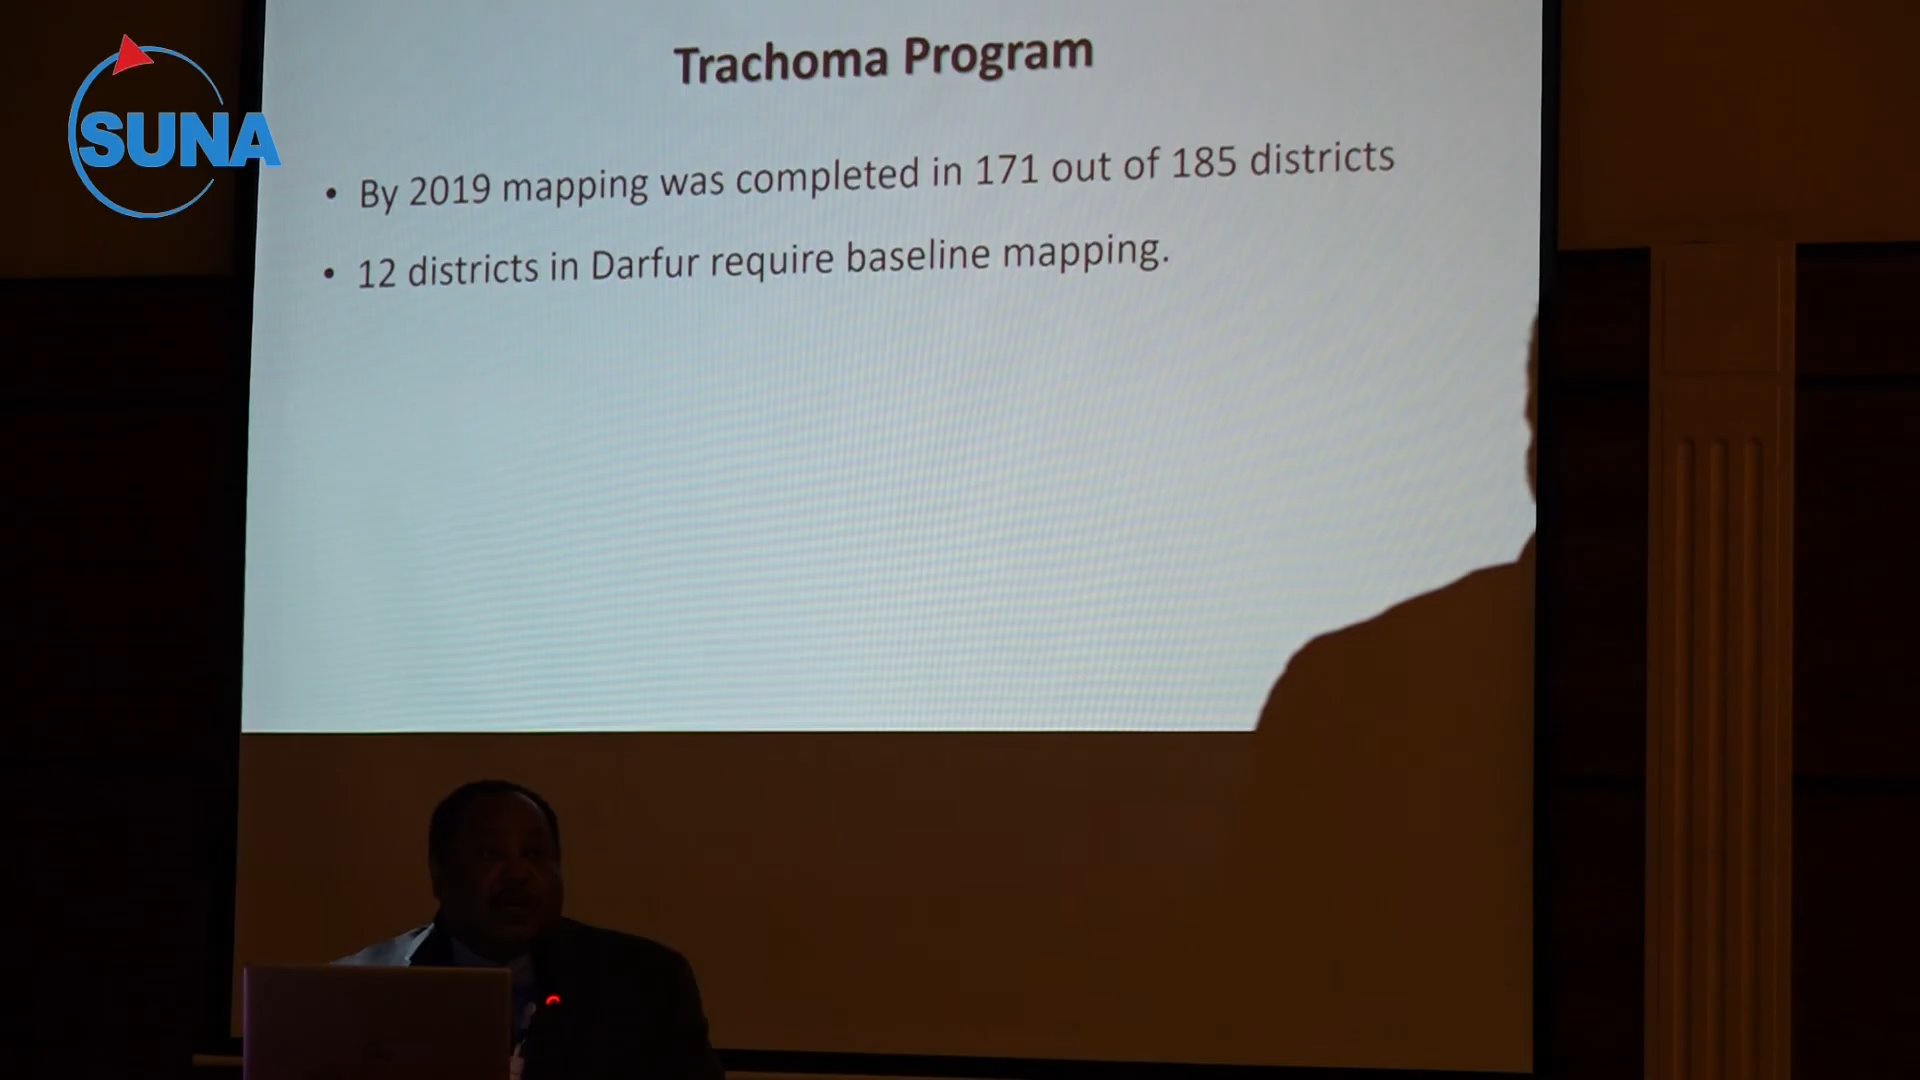 SUNA
Trachoma Program
• By 2019 mapping was completed in 171 out of 185 districts
• 12 districts in Darfur require baseline mapping.